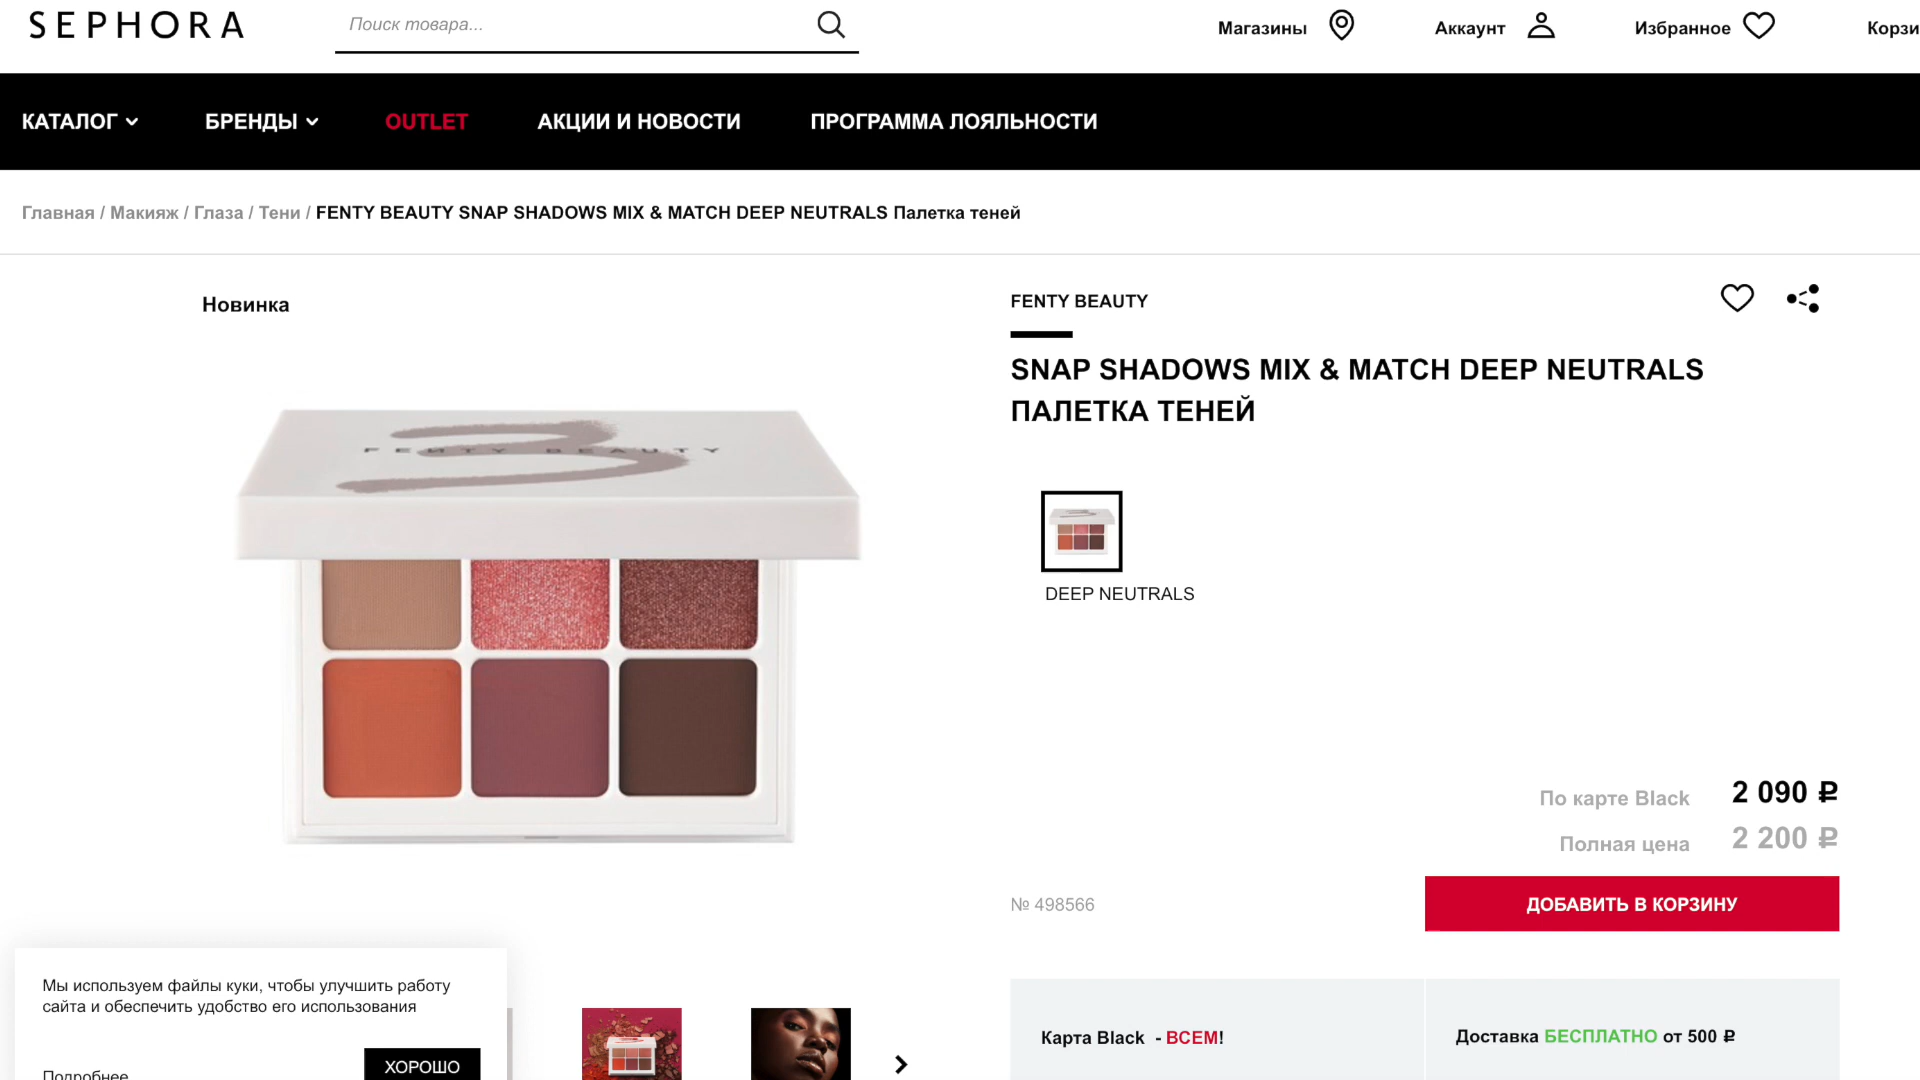 SEPHORA
Поиск товара...
Магазины
Аккаунт
Избранное
Корзи
КАТАЛОГ
БРЕНДЫ
OUTLET
АКЦИИ И НОВОСТИ
ПРОГРАММА ЛОЯЛЬНОСТИ
Главная / Макияж / Глаза / Тени / FENTY BEAUTY SNAP SHADOWS MIX & MATCH DEEP NEUTRALS Палетка теней
Новинка
FENTY BEAUTY
3
FENTY BEAUTY
SNAP SHADOWS MIX & MATCH DEEP NEUTRALS
ПАЛЕТКА ТЕНЕЙ
DEEP NEUTRALS
По карте Black 2 090 ₽
Полная цена 2 200 ₽
№ 498566
ДОБАВИТЬ В КОРЗИНУ
Мы используем файлы куки, чтобы улучшить работу
сайта и обеспечить удобство его использования
Подробнее
ХОРОШО
Карта Black - ВСЕМ!
Доставка БЕСПЛАТНО от 500 ₽